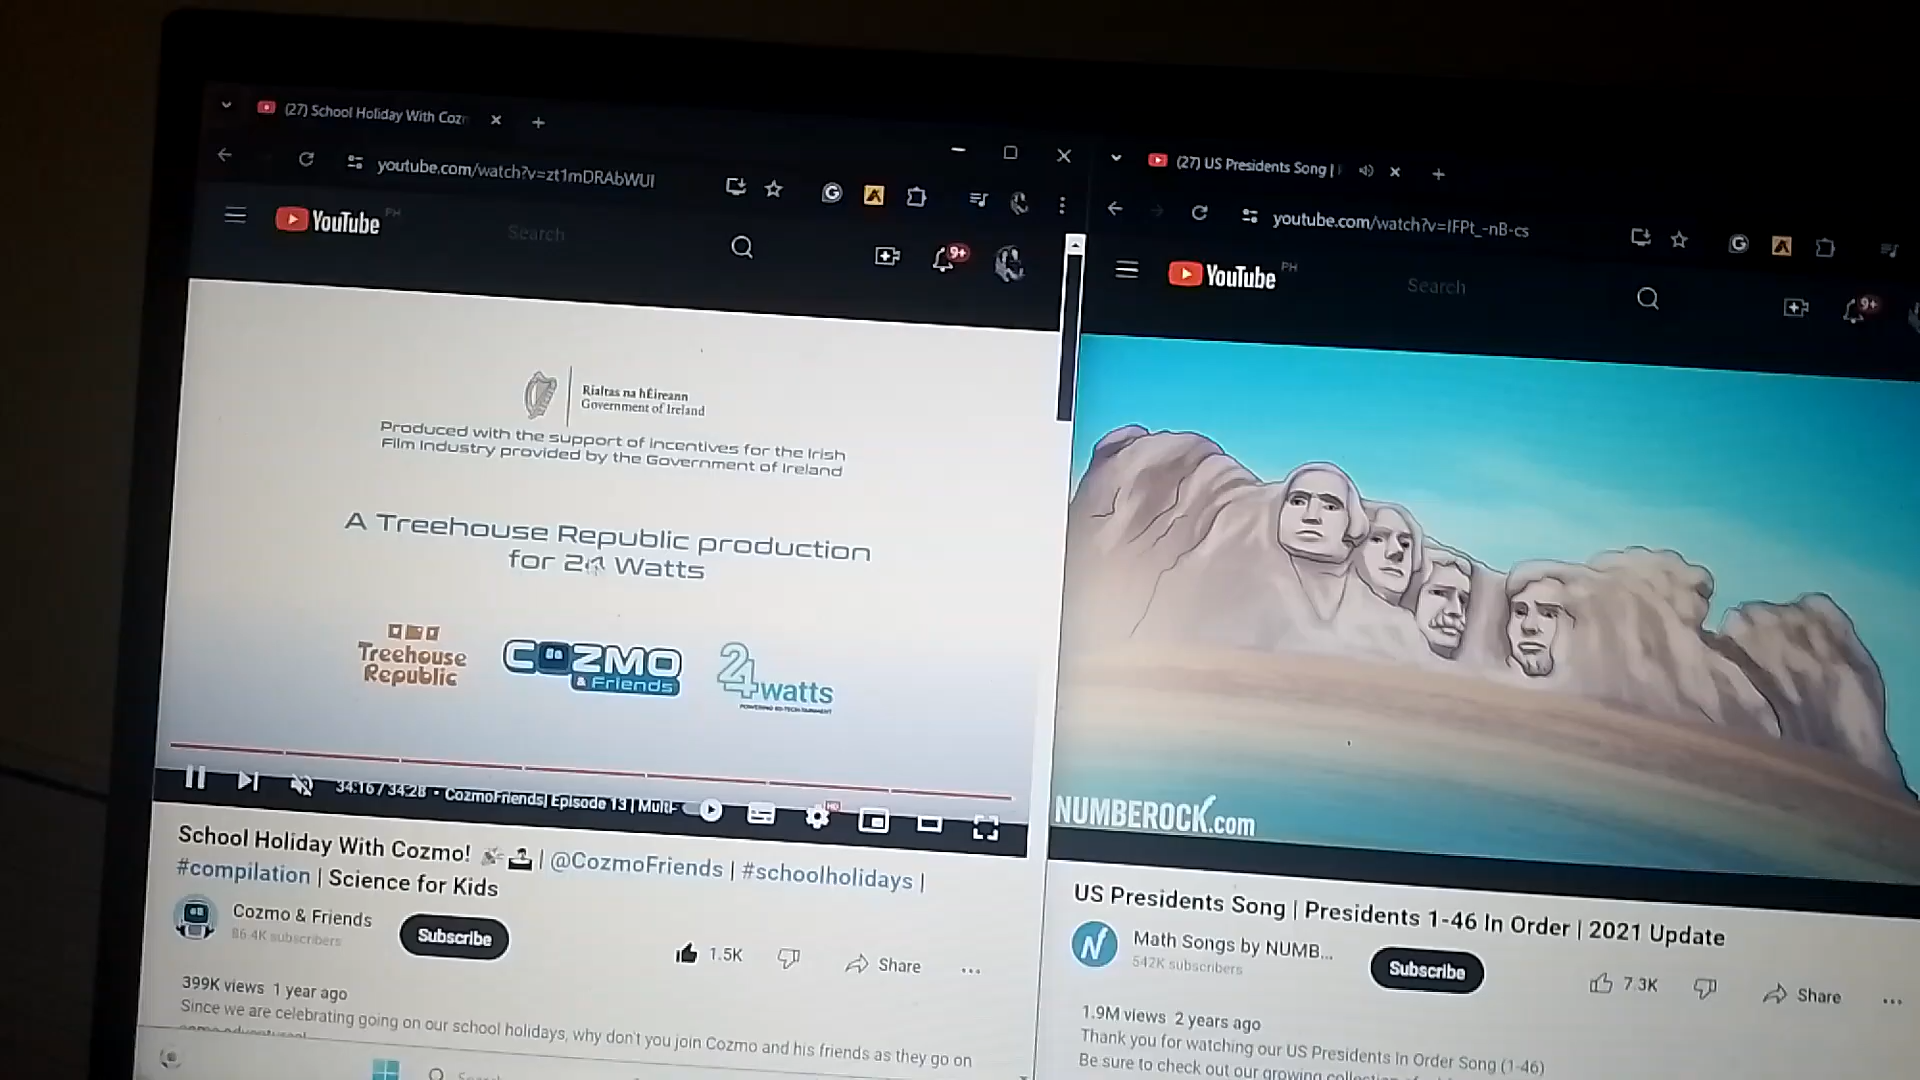 (27) School Holiday With Coz
youtube.com/watch?v=zt1mDRAbWUI
YouTube PH
Search
9+
Rialtas na hÉireann
Government of Ireland
Produced with the support of incentives for the Irish
Film Industry provided by the Government of Ireland
A Treehouse Republic production
for 24 Watts
Treehouse
Republic
COZMO
& Friends
24 watts
34:16 / 34:28 • CozmoFriends| Episode 13 | Multi
HD
School Holiday With Cozmo! | @CozmoFriends | #schoolholidays |
#compilation | Science for Kids
Cozmo & Friends
86.4K subscribers
Subscribe
1.5K
Share
399K views 1 year ago
Since we are celebrating going on our school holidays, why don't you join Cozmo and his friends as they go on
(27) US Presidents Song |
youtube.com/watch?v=IFPt_-nB-cs
YouTube PH
Search
9+
NUMBEROCK.com
US Presidents Song | Presidents 1-46 In Order | 2021 Update
Math Songs by NUMB...
542K subscribers
Subscribe
7.3K
Share
1.9M views 2 years ago
Thank you for watching our US Presidents In Order Song (1-46)
Be sure to check out our growing